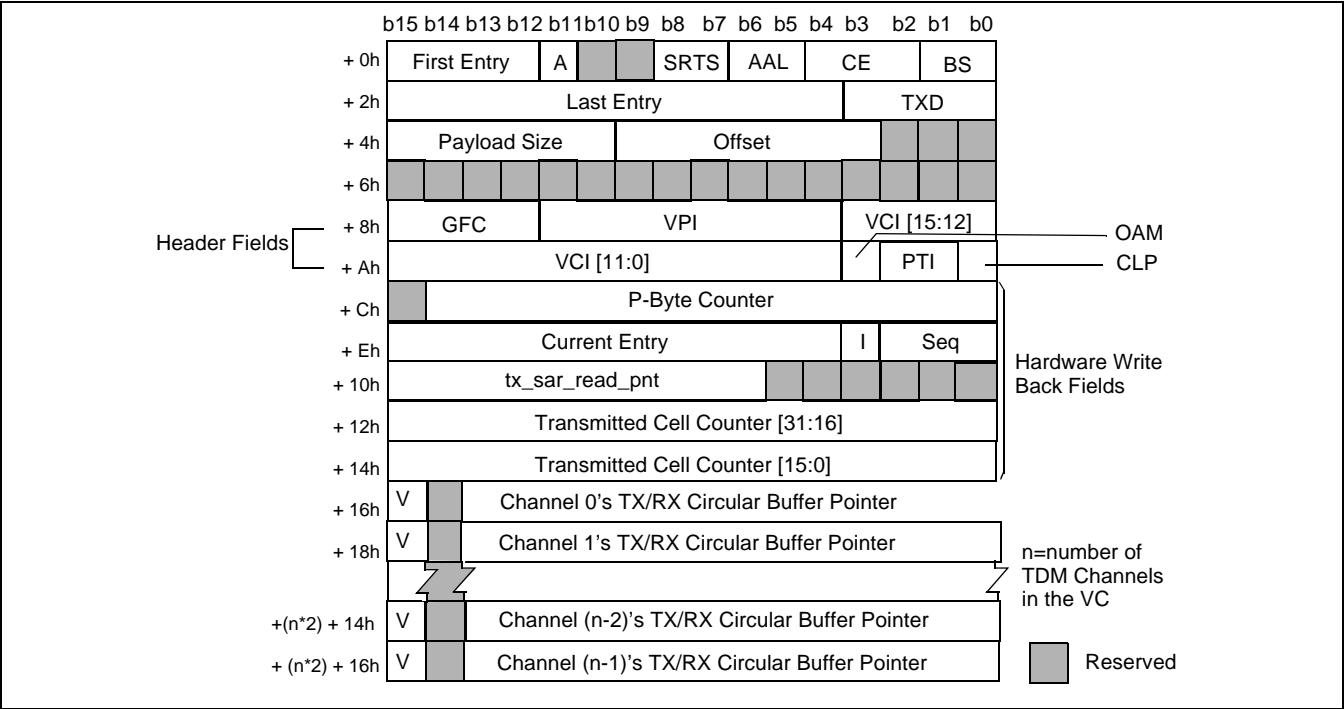 b15 b14 b13 b12 b11b10 b9 b8 b7 b6 b5 b4 b3 b2 b1 b0
+ 0h First Entry A SRTS AAL CE BS
+ 2h Last Entry TXD
+ 4h Payload Size Offset
+ 6h
+ 8h GFC VPI VCI [15:12]
Header Fields OAM
+ Ah VCI [11:0] PTI CLP
+ Ch P-Byte Counter
+ Eh Current Entry I Seq
Hardware Write
Back Fields
+ 10h tx_sar_read_pnt
+ 12h Transmitted Cell Counter [31:16]
+ 14h Transmitted Cell Counter [15:0]
+ 16h V Channel 0's TX/RX Circular Buffer Pointer
+ 18h V Channel 1's TX/RX Circular Buffer Pointer
n=number of
TDM Channels
in the VC
+(n*2) + 14h V Channel (n-2)'s TX/RX Circular Buffer Pointer
+ (n*2) + 16h V Channel (n-1)'s TX/RX Circular Buffer Pointer
Reserved